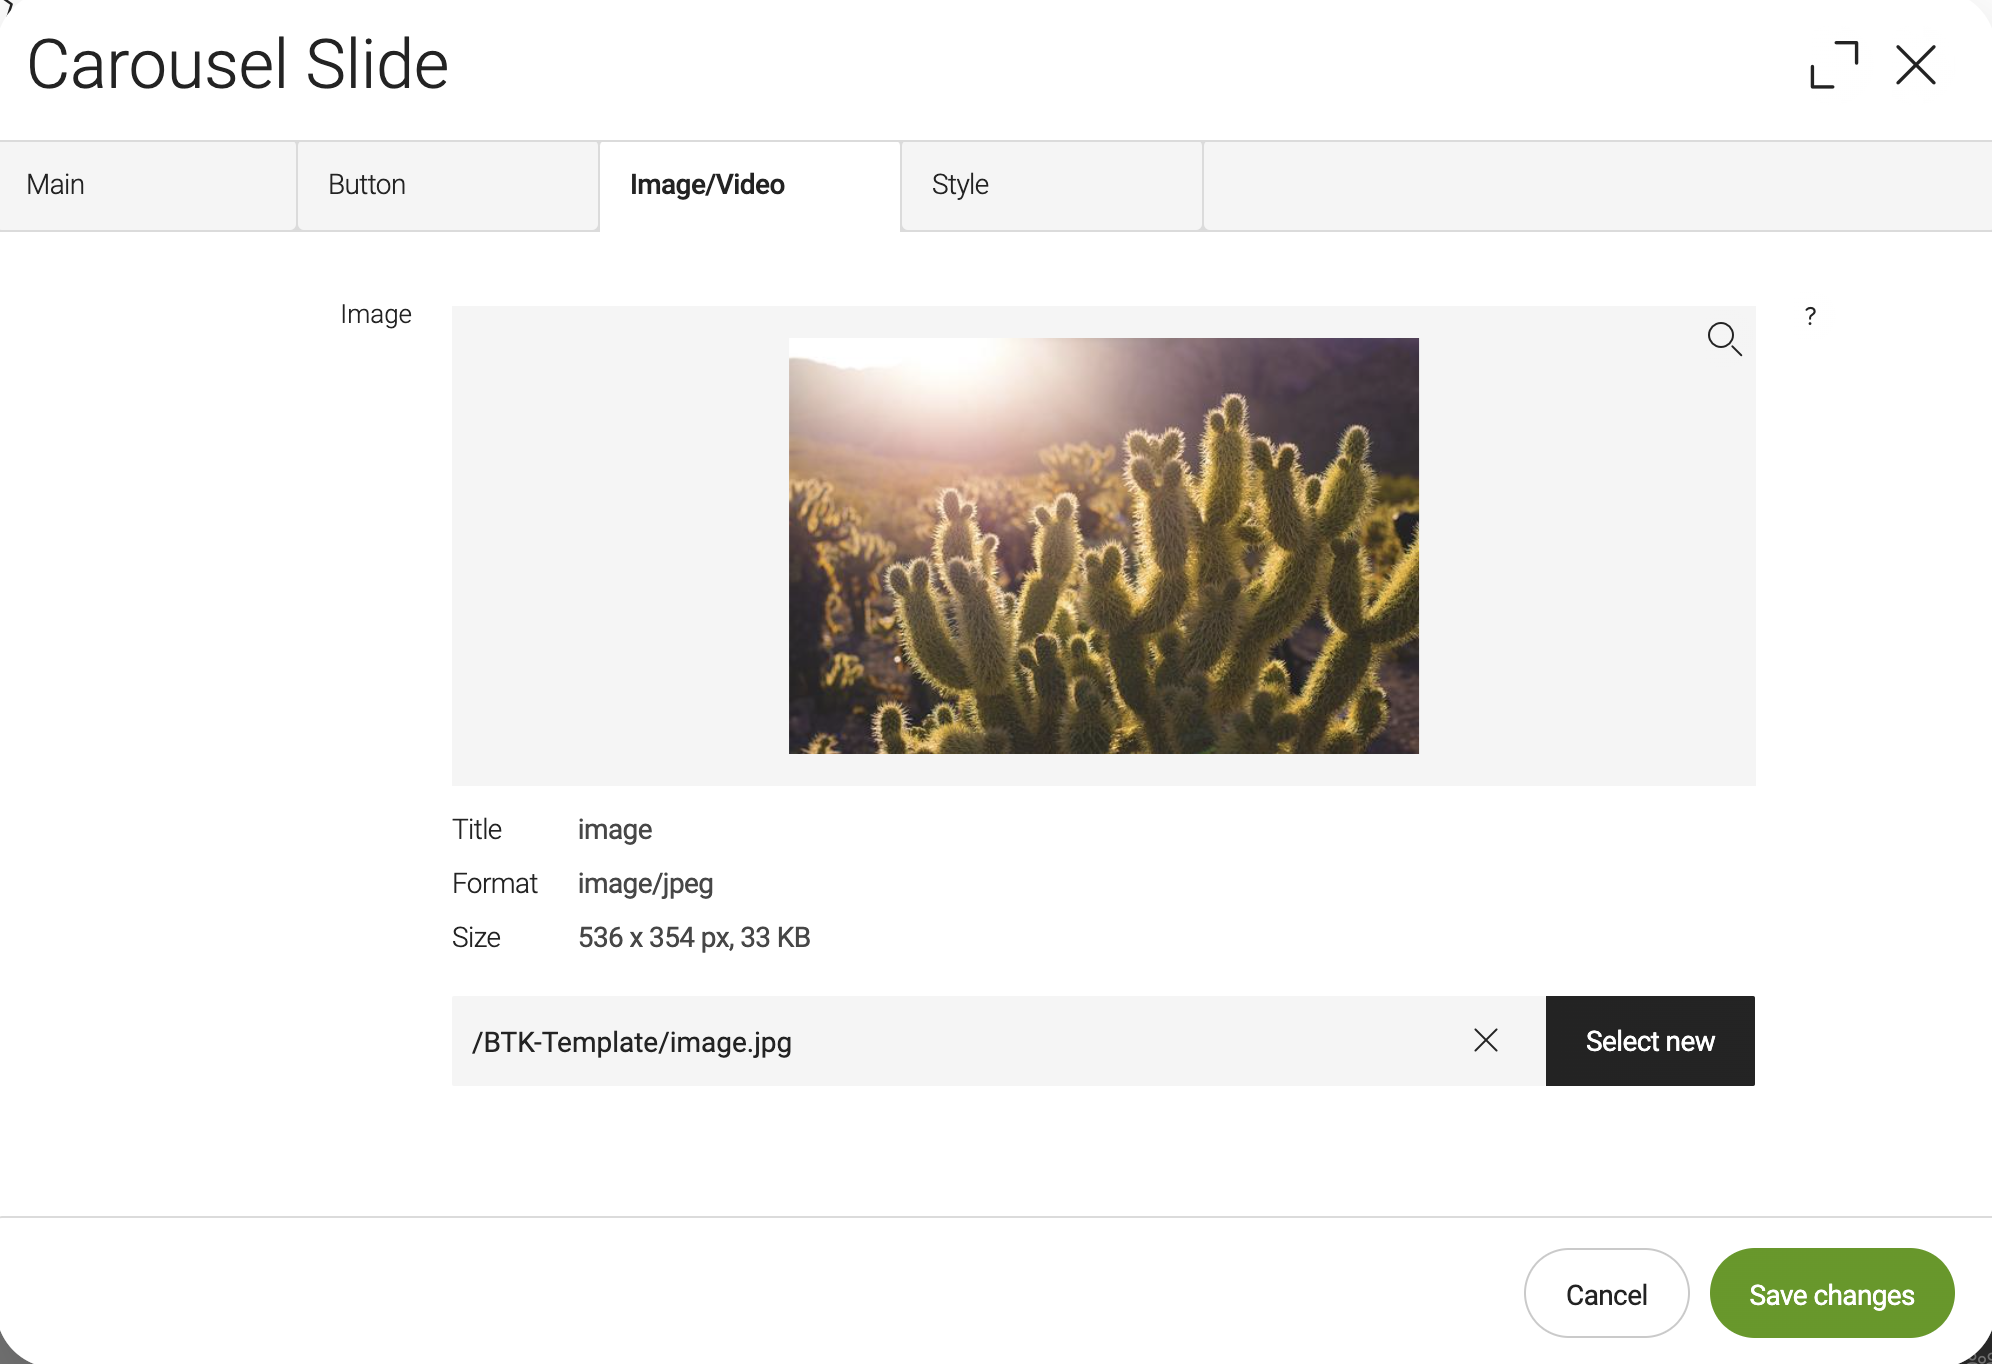 Carousel Slide
Main
Button
Image/Video
Style
Image
?
Title image
Format image/jpeg
Size 536 x 354 px, 33 KB
/BTK-Template/image.jpg
Select new
Cancel
Save changes